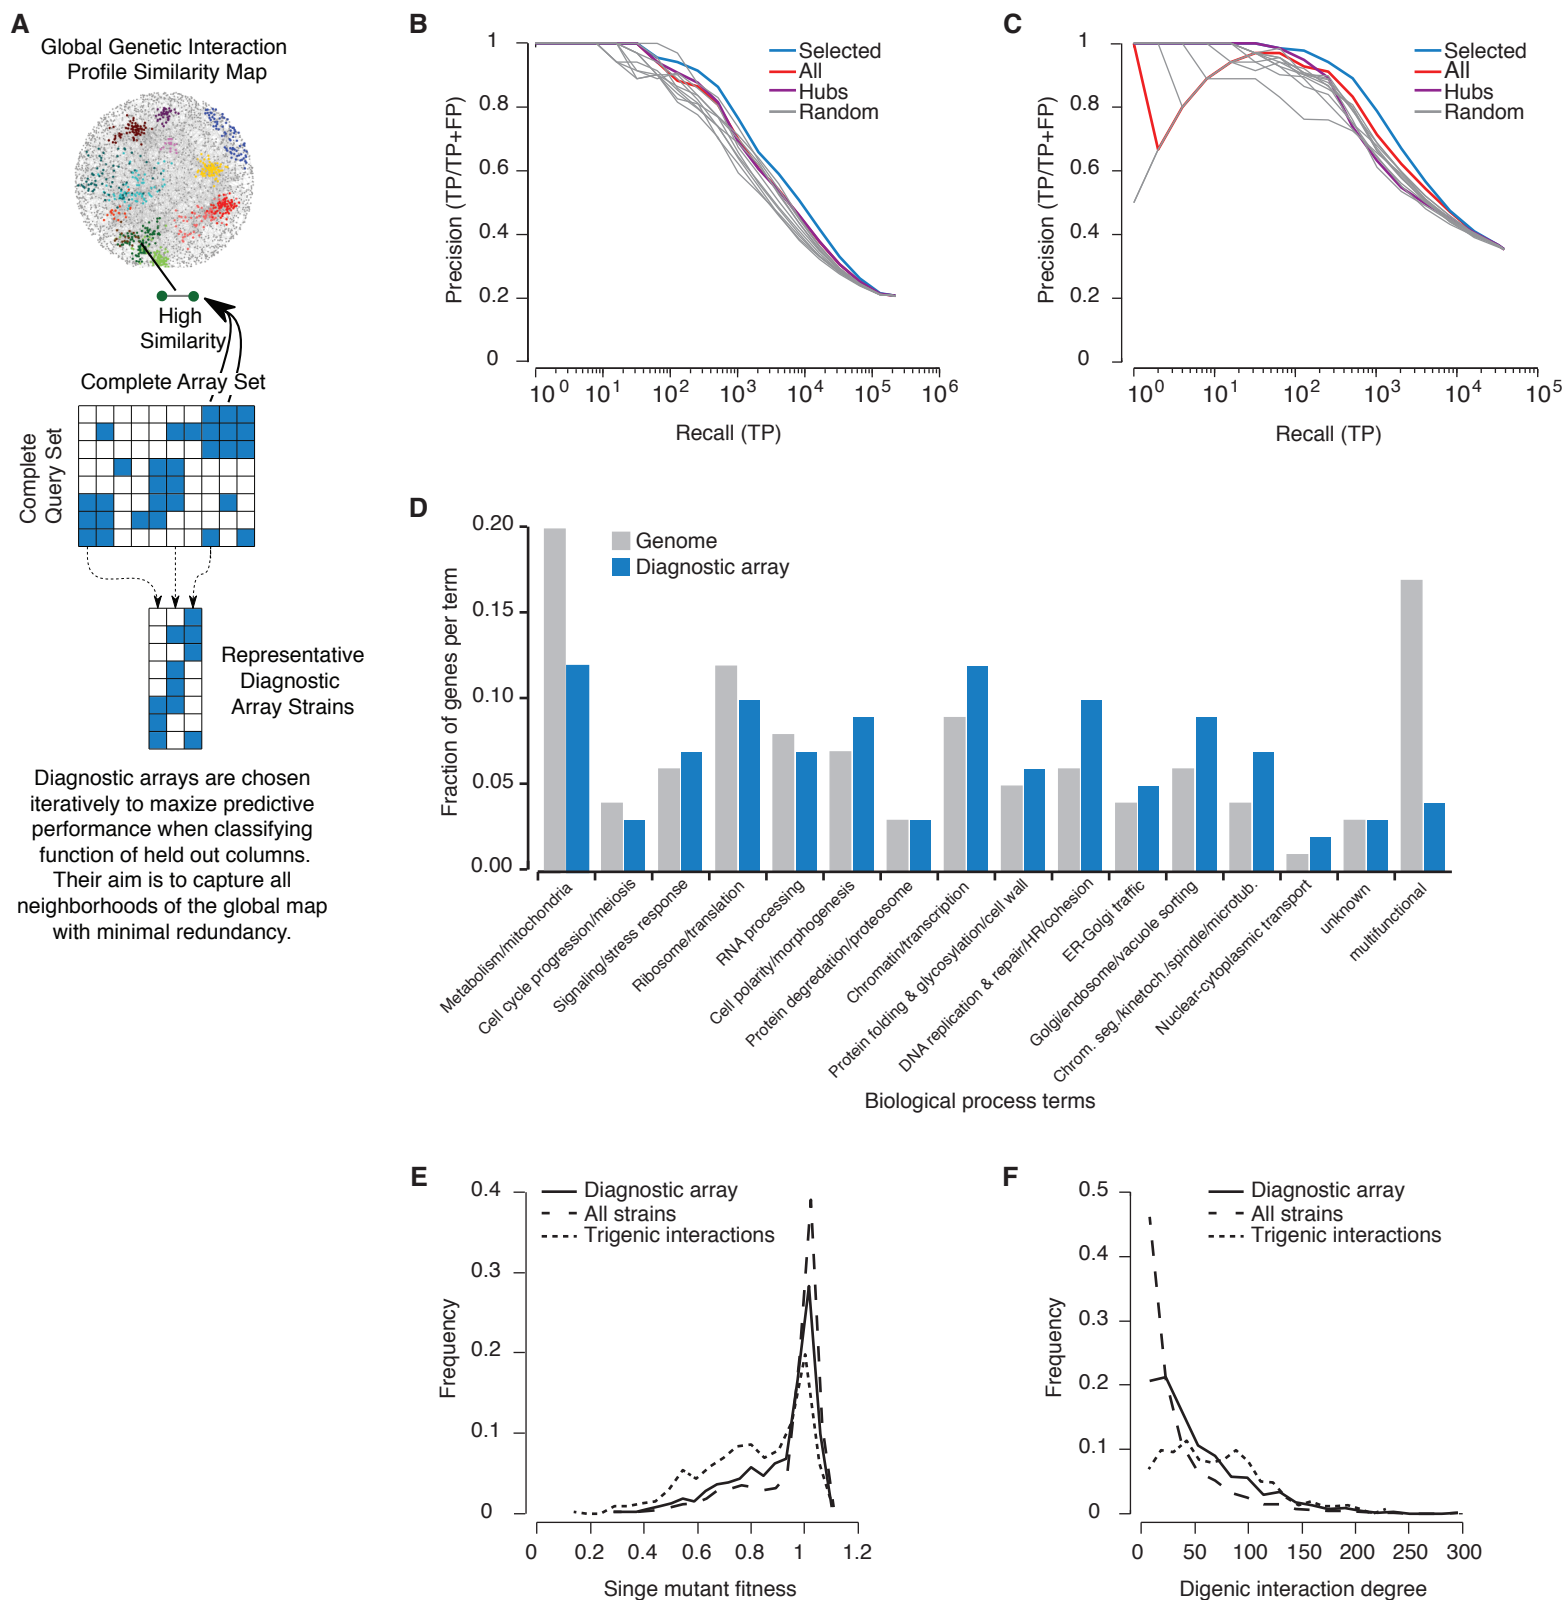 A
Global Genetic Interaction
Profile Similarity Map
High
Similarity
Complete Array Set
Complete
Query Set
Representative
Diagnostic
Array Strains
Diagnostic arrays are chosen
iteratively to maxize predictive
performance when classifying
function of held out columns.
Their aim is to capture all
neighborhoods of the global map
with minimal redundancy.
B
Selected
All
Hubs
Random
Precision (TP/TP+FP)
1
0.8
0.6
0.4
0.2
0
10^0 10^1 10^2 10^3 10^4 10^5 10^6
Recall (TP)
C
Selected
All
Hubs
Random
Precision (TP/TP+FP)
1
0.8
0.6
0.4
0.2
0
10^0 10^1 10^2 10^3 10^4 10^5
Recall (TP)
D
Genome
Diagnostic array
Fraction of genes per term
0.20
0.15
0.10
0.05
0.00
Metabolism/mitochondria
Cell cycle progression/meiosis
Signaling/stress response
Ribosome/translation
RNA processing
Cell polarity/morphogenesis
Protein degredation/proteosome
Chromatin/transcription
Protein folding & glycosylation/cell wall
DNA replication & repair/HR/cohesion
ER-Golgi traffic
Golgi/endosome/vacuole sorting
Chrom. seg./kinetoch./spindle/microtub.
Nuclear-cytoplasmic transport
unknown
multifunctional
Biological process terms
E
Diagnostic array
All strains
Trigenic interactions
Frequency
0.4
0.3
0.2
0.1
0
0 0.2 0.4 0.6 0.8 1 1.2
Singe mutant fitness
F
Diagnostic array
All strains
Trigenic interactions
Frequency
0.5
0.4
0.3
0.2
0.1
0
0 50 100 150 200 250 300
Digenic interaction degree